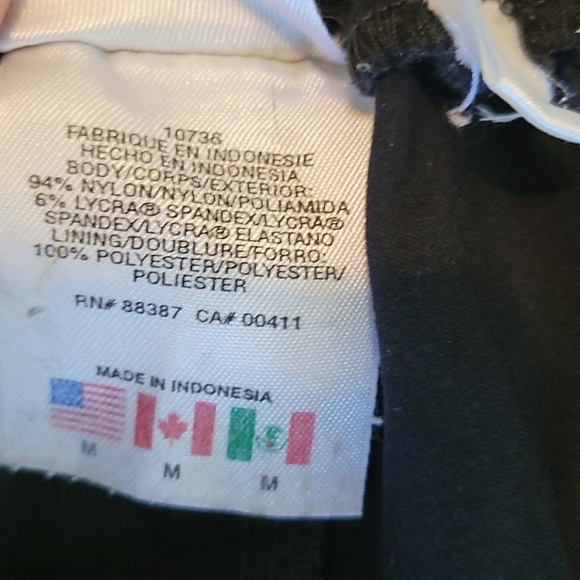 10736
FABRIQUE EN INDONESIE
HECHO EN INDONESIA
BODY/CORPS/EXTERIOR:
94% NYLON/NYLON/POLIAMIDA
6% LYCRA® SPANDEX/LYCRA®
SPANDEX/LYCRA® ELASTANO
LINING/DOUBLURE/FORRO:
100% POLYESTER/POLYESTER/
POLIESTER
RN# 88387 CA# 00411
MADE IN INDONESIA
M M M